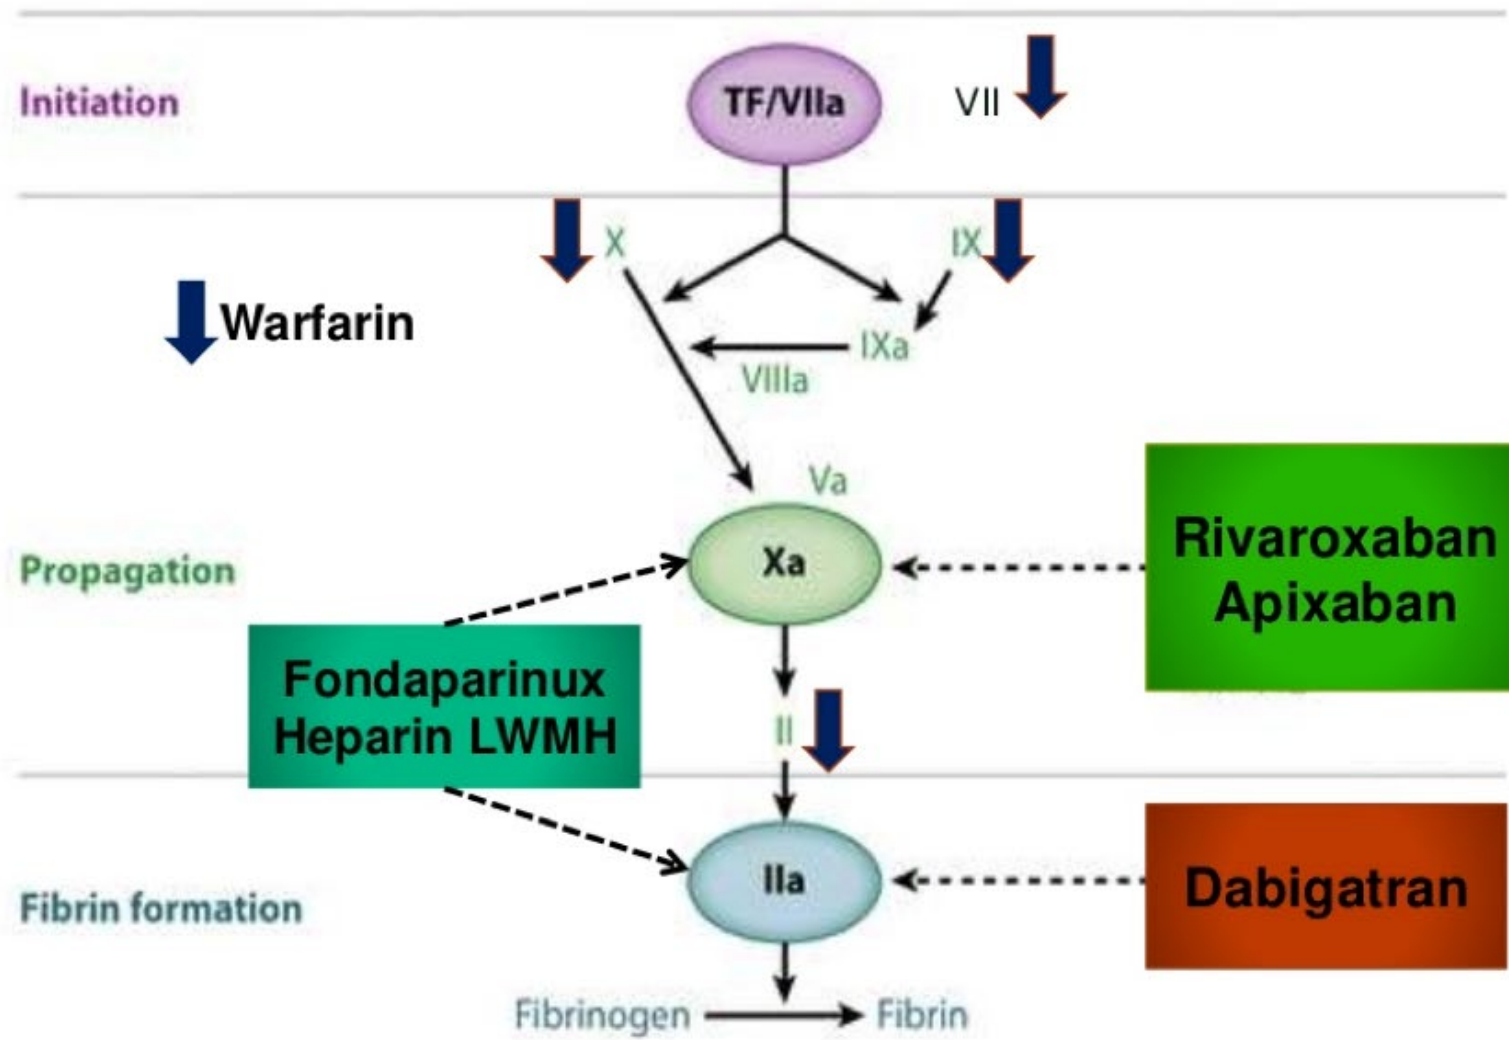 Initiation
TF/VIIa
VII
X
IX
Warfarin
IXa
VIIIa
Va
Propagation
Xa
Rivaroxaban
Apixaban
Fondaparinux
Heparin LWMH
II
Fibrin formation
IIa
Dabigatran
Fibrinogen
Fibrin